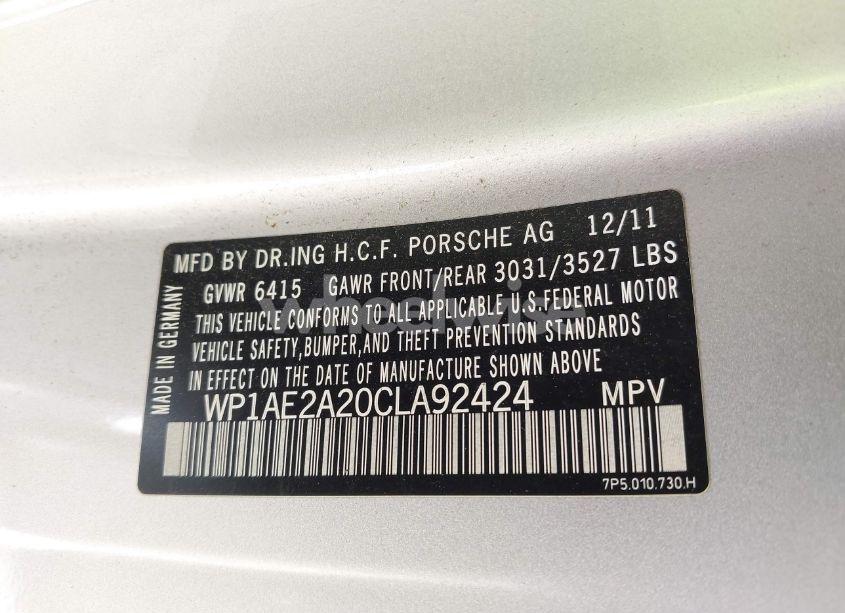 MFD BY DR.ING H.C.F. PORSCHE AG 12/11
GVWR 6415 GAWR FRONT/REAR 3031/3527 LBS
THIS VEHICLE CONFORMS TO ALL APPLICABLE U.S.FEDERAL MOTOR
VEHICLE SAFETY,BUMPER,AND THEFT PREVENTION STANDARDS
IN EFFECT ON THE DATE OF MANUFACTURE SHOWN ABOVE
WP1AE2A20CLA92424 MPV
7P5.010.730.H
MADE IN GERMANY
Wheelwise